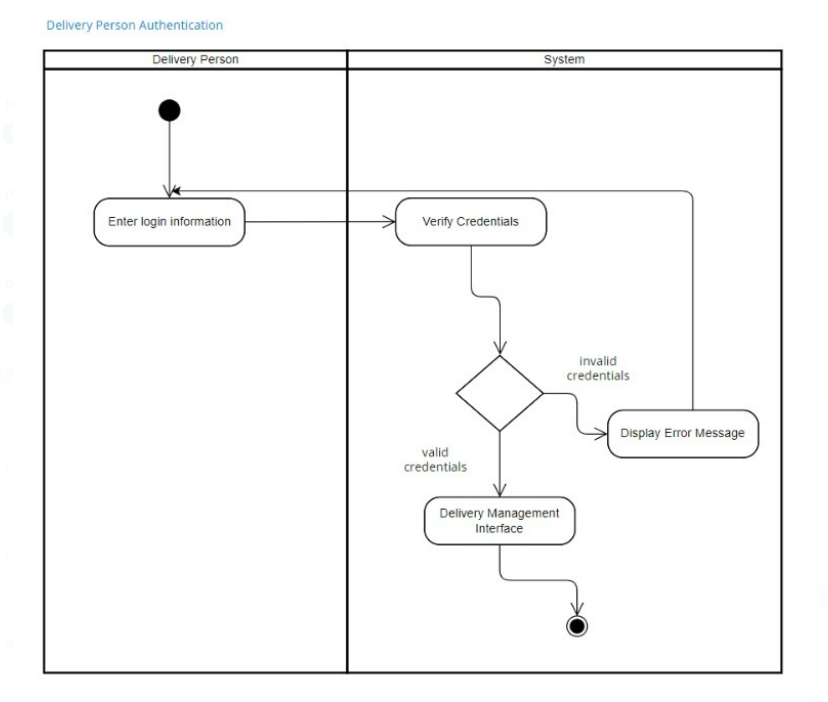 Delivery Person Authentication
Delivery Person
System
Enter login information
Verify Credentials
invalid
credentials
Display Error Message
valid
credentials
Delivery Management
Interface